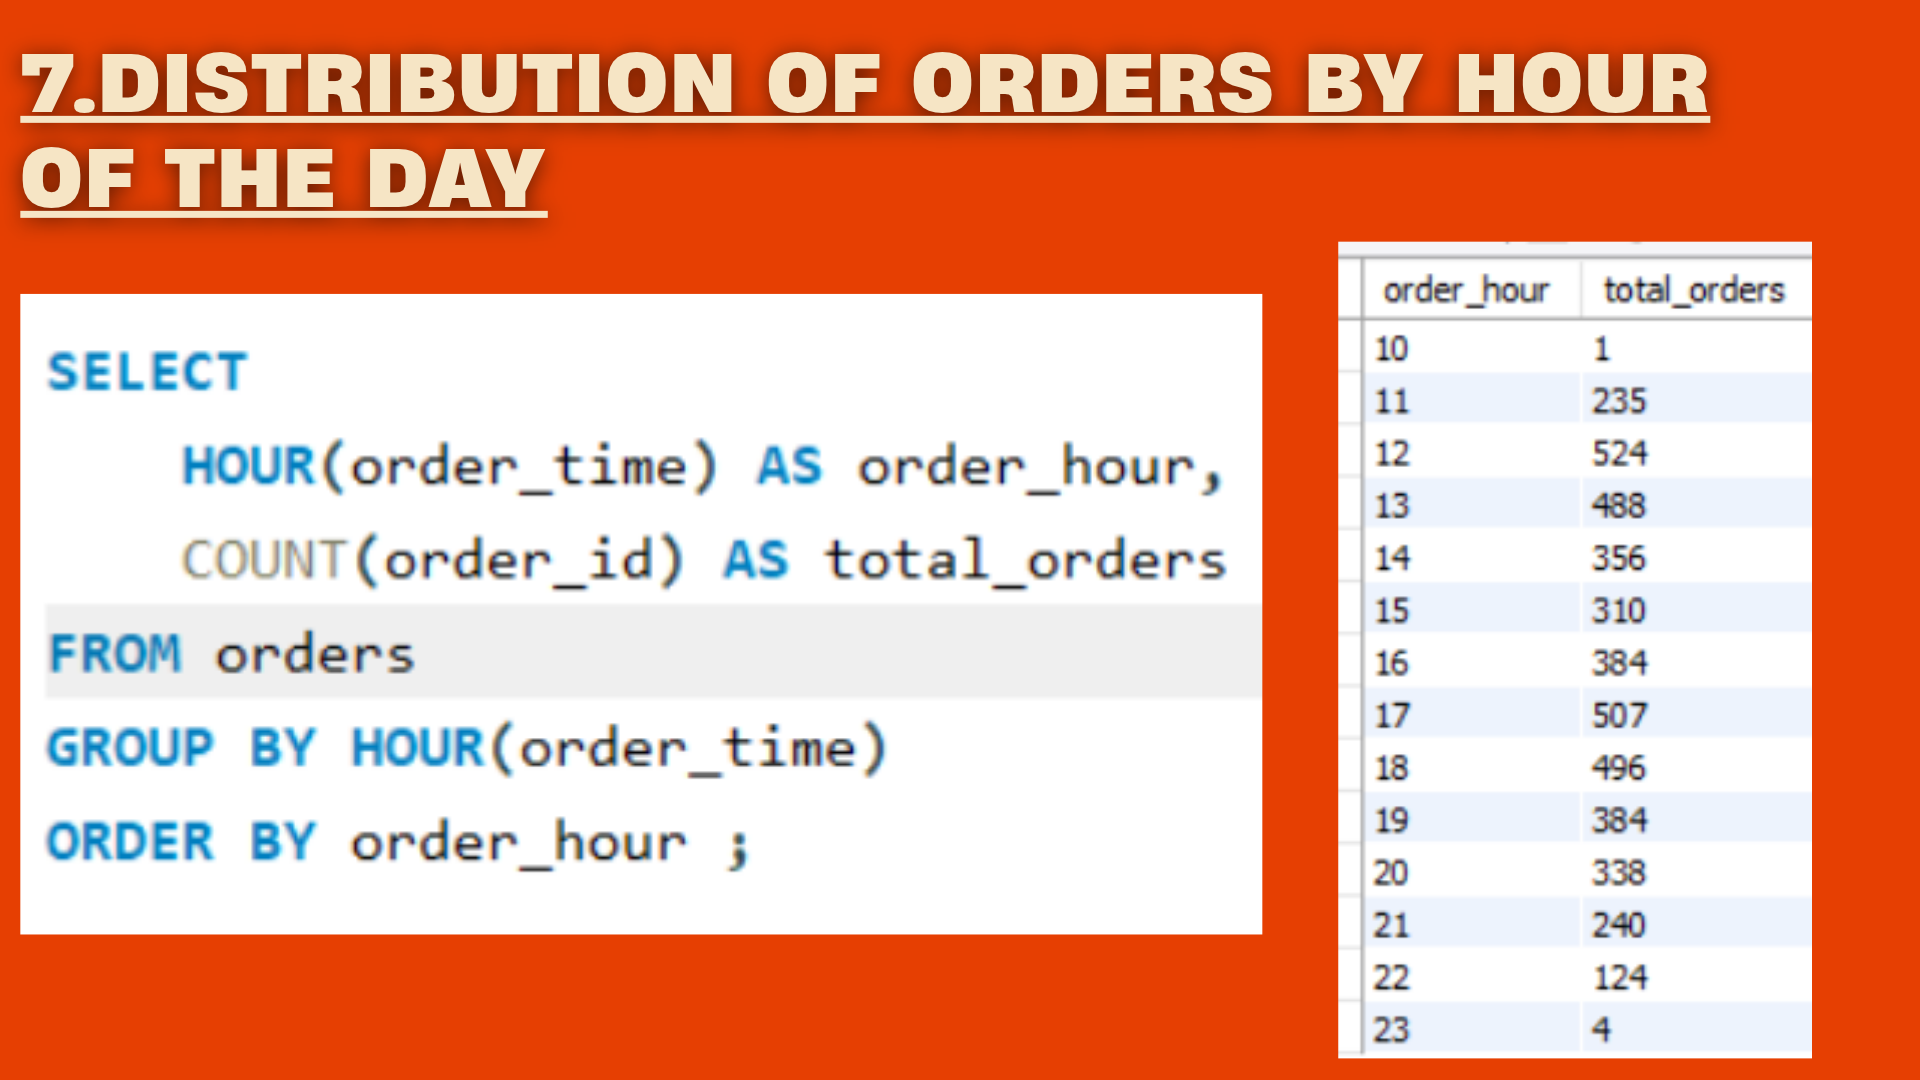 7.DISTRIBUTION OF ORDERS BY HOUR
OF THE DAY
SELECT
HOUR(order_time) AS order_hour,
COUNT(order_id) AS total_orders
FROM orders
GROUP BY HOUR(order_time)
ORDER BY order_hour ;
order_hour total_orders
10 1
11 235
12 524
13 488
14 356
15 310
16 384
17 507
18 496
19 384
20 338
21 240
22 124
23 4